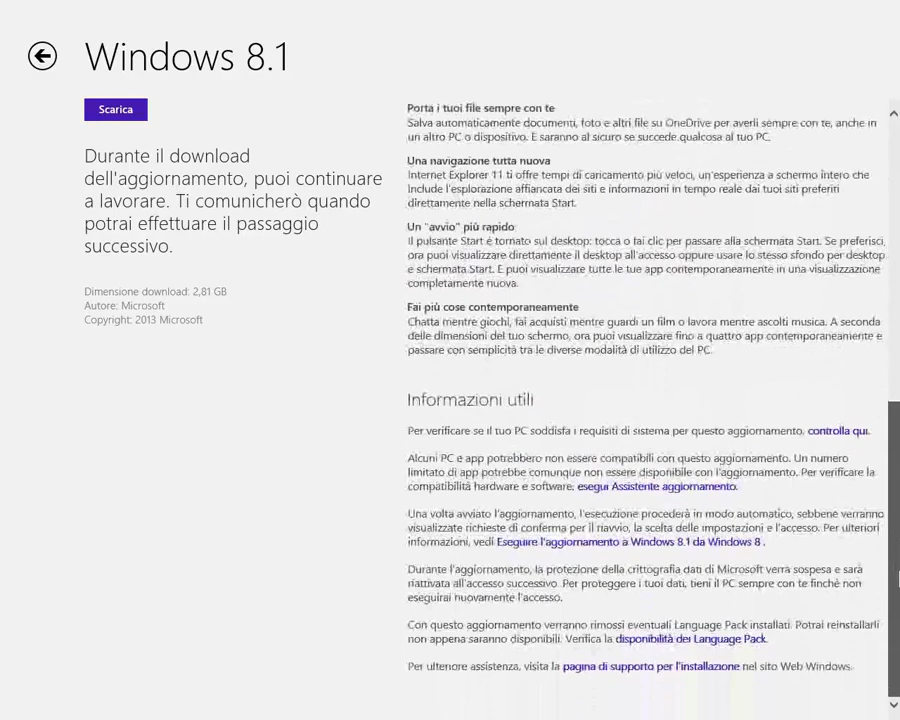 Windows 8.1
Scarica
Durante il download
dell'aggiornamento, puoi continuare
a lavorare. Ti comunicherò quando
potrai effettuare il passaggio
successivo.
Dimensione download: 2,81 GB
Autore: Microsoft
Copyright: 2013 Microsoft
Porta i tuoi file sempre con te
Salva automaticamente documenti, foto e altri file su OneDrive per averli sempre con te, anche in
un altro PC o dispositivo. E saranno al sicuro se succede qualcosa al tuo PC.
Una navigazione tutta nuova
Internet Explorer 11 ti offre tempi di caricamento più veloci, un'esperienza a schermo intero che
include l'esplorazione affiancata dei siti e informazioni in tempo reale dai tuoi siti preferiti
direttamente nella schermata Start.
Un "avvio" più rapido
Il pulsante Start è tornato sul desktop: tocca o fai clic per passare alla schermata Start. Se preferisci,
ora puoi visualizzare direttamente il desktop all'accesso oppure usare lo stesso sfondo per desktop
e schermata Start. E puoi visualizzare tutte le tue app contemporaneamente in una visualizzazione
completamente nuova.
Fai più cose contemporaneamente
Chatta mentre giochi, fai acquisti mentre guardi un film o lavora mentre ascolti musica. A seconda
delle dimensioni del tuo schermo, ora puoi visualizzare fino a quattro app contemporaneamente e
passare con semplicità tra le diverse modalità di utilizzo del PC.
Informazioni utili
Per verificare se il tuo PC soddisfa i requisiti di sistema per questo aggiornamento, controlla qui.
Alcuni PC e app potrebbero non essere compatibili con questo aggiornamento. Un numero
limitato di app potrebbe comunque non essere disponibile con l'aggiornamento. Per verificare la
compatibilità hardware e software, esegui Assistente aggiornamento.
Una volta avviato l'aggiornamento, l'esecuzione procederà in modo automatico, sebbene verranno
visualizzate richieste di conferma per il riavvio, la scelta delle impostazioni e l'accesso. Per ulteriori
informazioni, vedi Eseguire l'aggiornamento a Windows 8.1 da Windows 8 .
Durante l'aggiornamento, la protezione della crittografia dati di Microsoft verrà sospesa e sarà
riattivata all'accesso successivo. Per proteggere i tuoi dati, tieni il PC sempre con te finché non
eseguirai nuovamente l'accesso.
Con questo aggiornamento verranno rimossi eventuali Language Pack installati. Potrai reinstallarli
non appena saranno disponibili. Verifica la disponibilità dei Language Pack.
Per ulteriore assistenza, visita la pagina di supporto per l'installazione nel sito Web Windows.